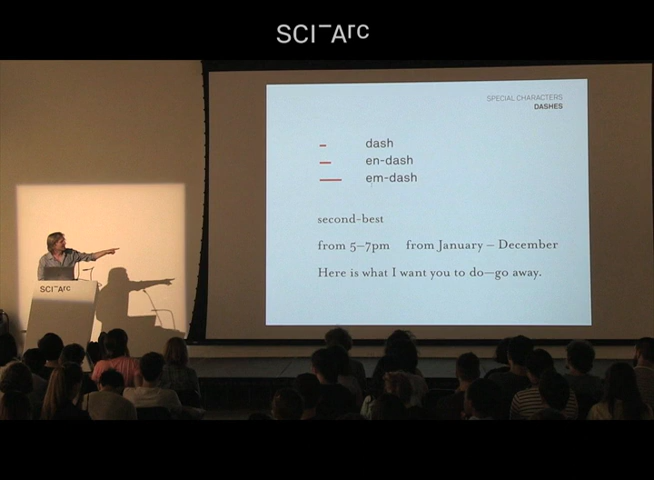 SCI-Arc
SPECIAL CHARACTERS
DASHES
- dash
– en-dash
— em-dash
second-best
from 5–7pm from January – December
Here is what I want you to do—go away.
SCI-Arc